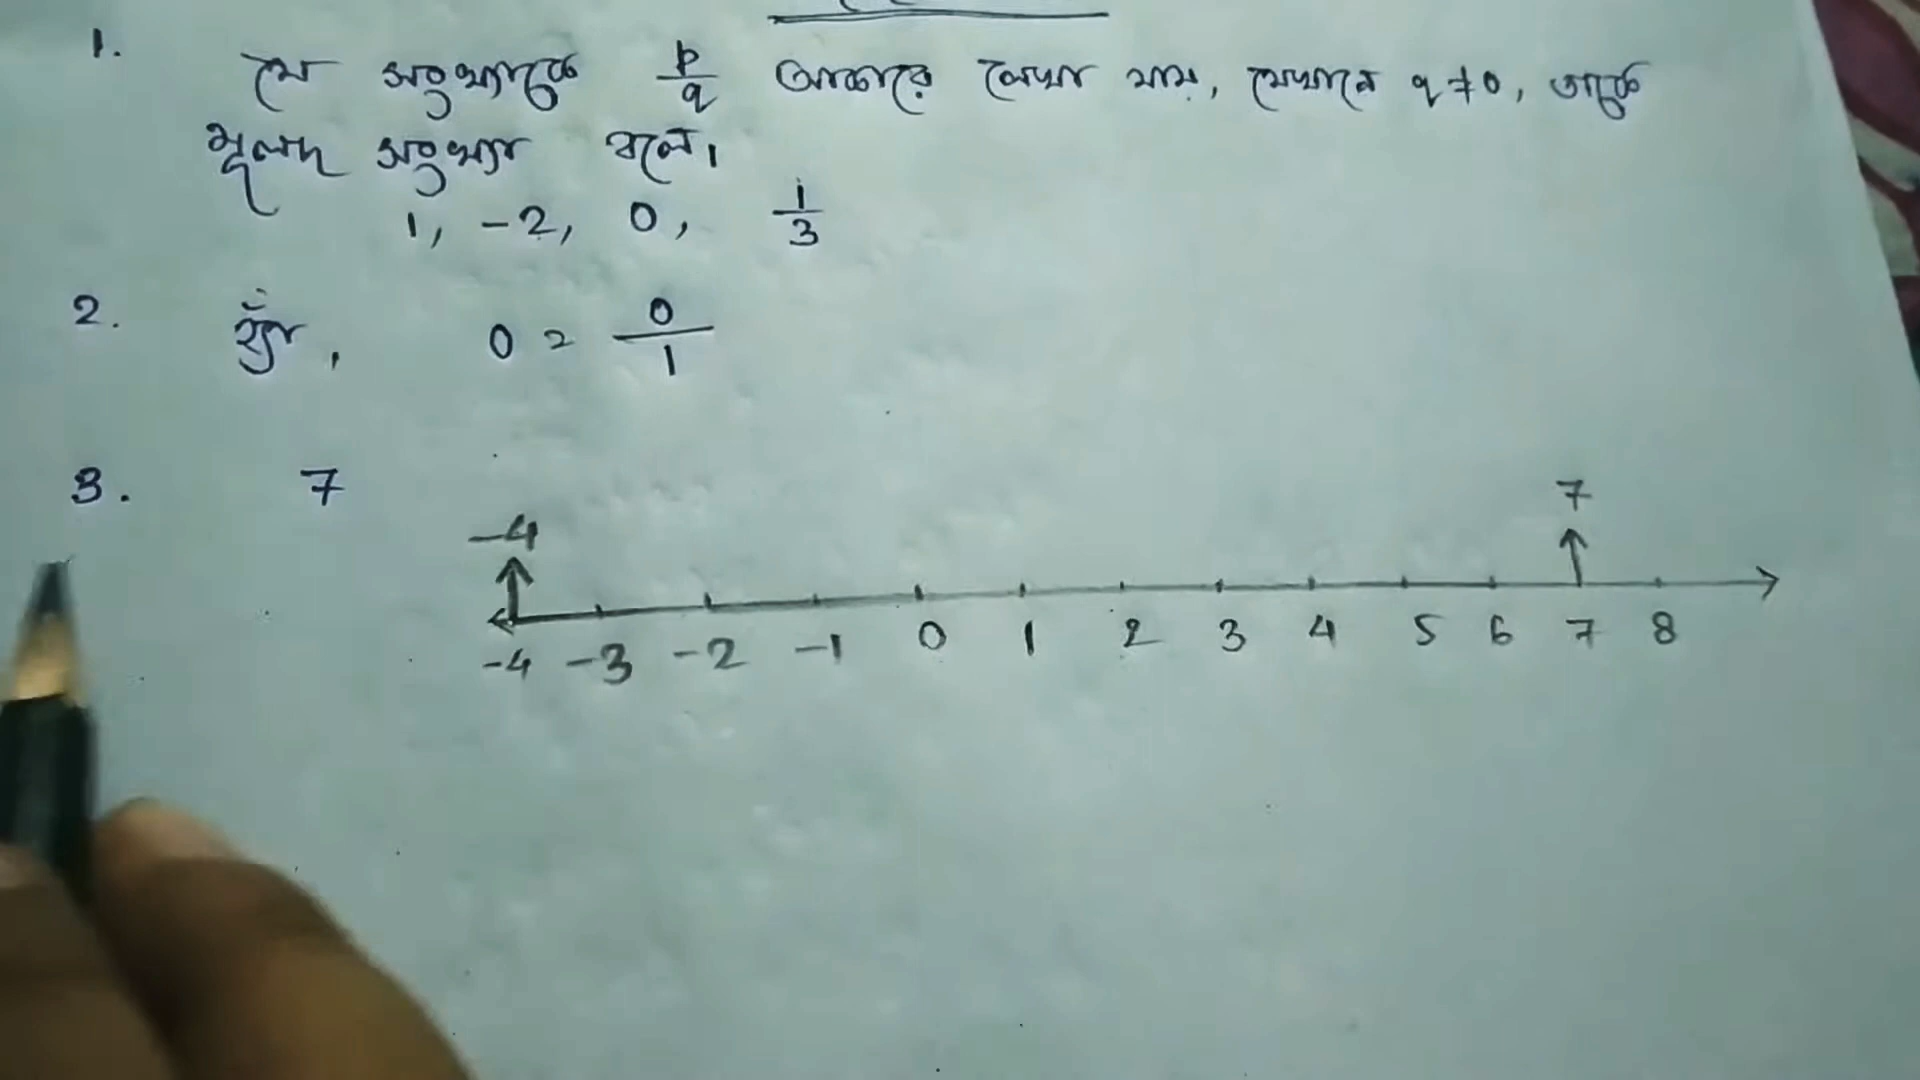 1. যে সংখ্যাকে p/q আকারে লেখা যায়, যেখানে q≠0, তাকে
মূলদ সংখ্যা বলে।
1, -2, 0, 1/3
2. হ্যাঁ, 0 = 0/1
3. 7
-4 7
-4 -3 -2 -1 0 1 2 3 4 5 6 7 8